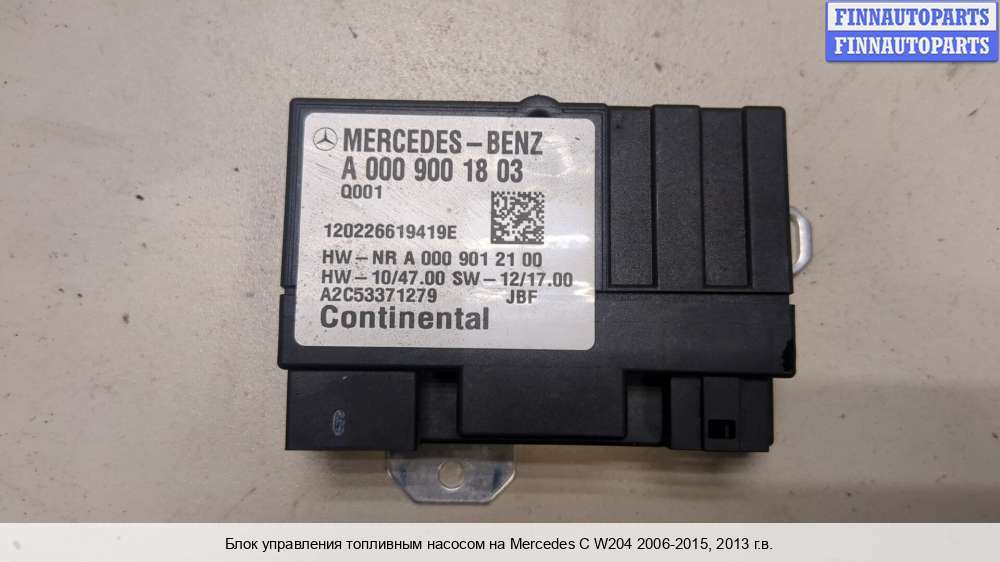 FINNAUTOPARTS
FINNAUTOPARTS
MERCEDES-BENZ
A 000 900 18 03
Q001
120226619419E
HW-NR A 000 901 21 00
HW-10/47.00 SW-12/17.00
A2C53371279 JBF
Continental
Блок управления топливным насосом на Mercedes C W204 2006-2015, 2013 г.в.